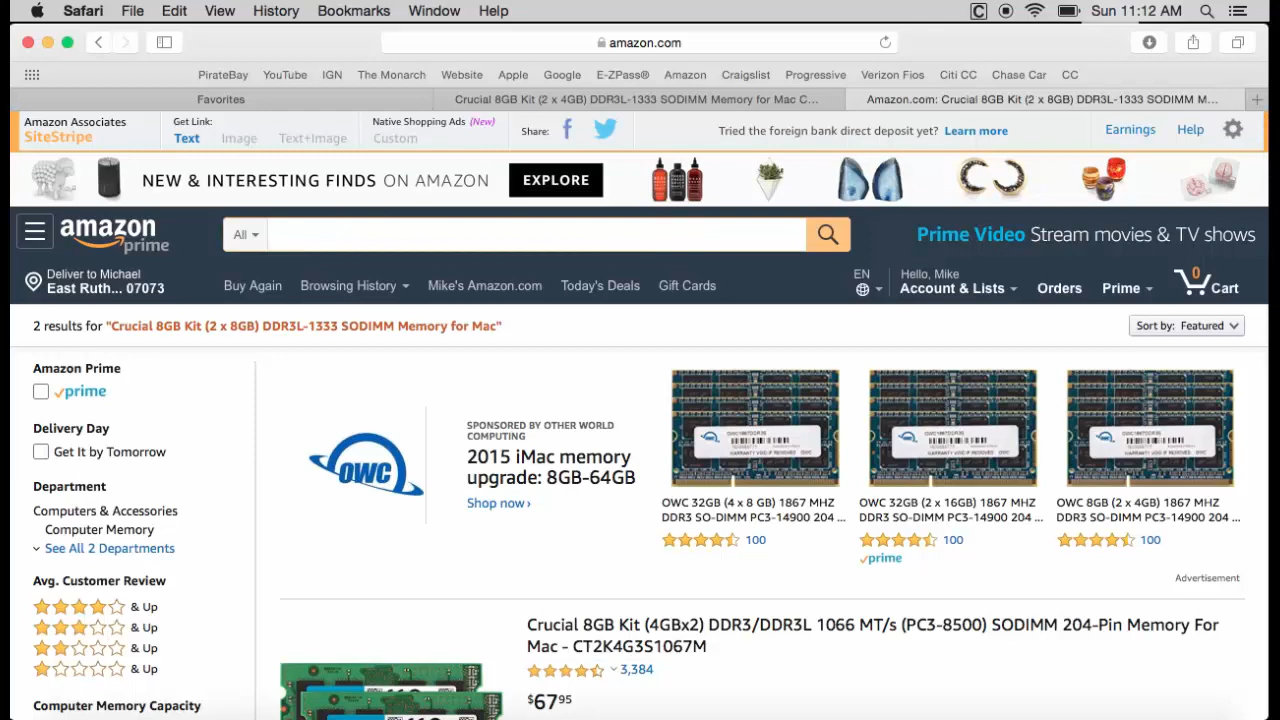 Safari File Edit View History Bookmarks Window Help C Sun 11:12 AM
amazon.com
PirateBay YouTube IGN The Monarch Website Apple Google E-ZPass® Amazon Craigslist Progressive Verizon Fios Citi CC Chase Car CC
Favorites Crucial 8GB Kit (2 x 4GB) DDR3L-1333 SODIMM Memory for Mac C... Amazon.com: Crucial 8GB Kit (2 x 8GB) DDR3L-1333 SODIMM M...
Amazon Associates
SiteStripe
Get Link:
Text Image Text+Image
Native Shopping Ads (New)
Custom
Share:
Tried the foreign bank direct deposit yet? Learn more
Earnings Help
NEW & INTERESTING FINDS ON AMAZON EXPLORE
amazon prime
All
Prime Video Stream movies & TV shows
Deliver to Michael
East Ruth... 07073
Buy Again Browsing History Mike's Amazon.com Today's Deals Gift Cards
EN
Hello, Mike
Account & Lists
Orders Prime
0
Cart
2 results for "Crucial 8GB Kit (2 x 8GB) DDR3L-1333 SODIMM Memory for Mac"
Sort by: Featured
Amazon Prime
prime
Delivery Day
Get It by Tomorrow
Department
Computers & Accessories
Computer Memory
See All 2 Departments
Avg. Customer Review
& Up
& Up
& Up
& Up
Computer Memory Capacity
OWC
SPONSORED BY OTHER WORLD
COMPUTING
2015 iMac memory
upgrade: 8GB-64GB
Shop now›
OWC 32GB (4 x 8 GB) 1867 MHZ
DDR3 SO-DIMM PC3-14900 204 ...
100
OWC 32GB (2 x 16GB) 1867 MHZ
DDR3 SO-DIMM PC3-14900 204 ...
100
prime
OWC 8GB (2 x 4GB) 1867 MHZ
DDR3 SO-DIMM PC3-14900 204 ...
100
Advertisement
Crucial 8GB Kit (4GBx2) DDR3/DDR3L 1066 MT/s (PC3-8500) SODIMM 204-Pin Memory For
Mac - CT2K4G3S1067M
3,384
$6795